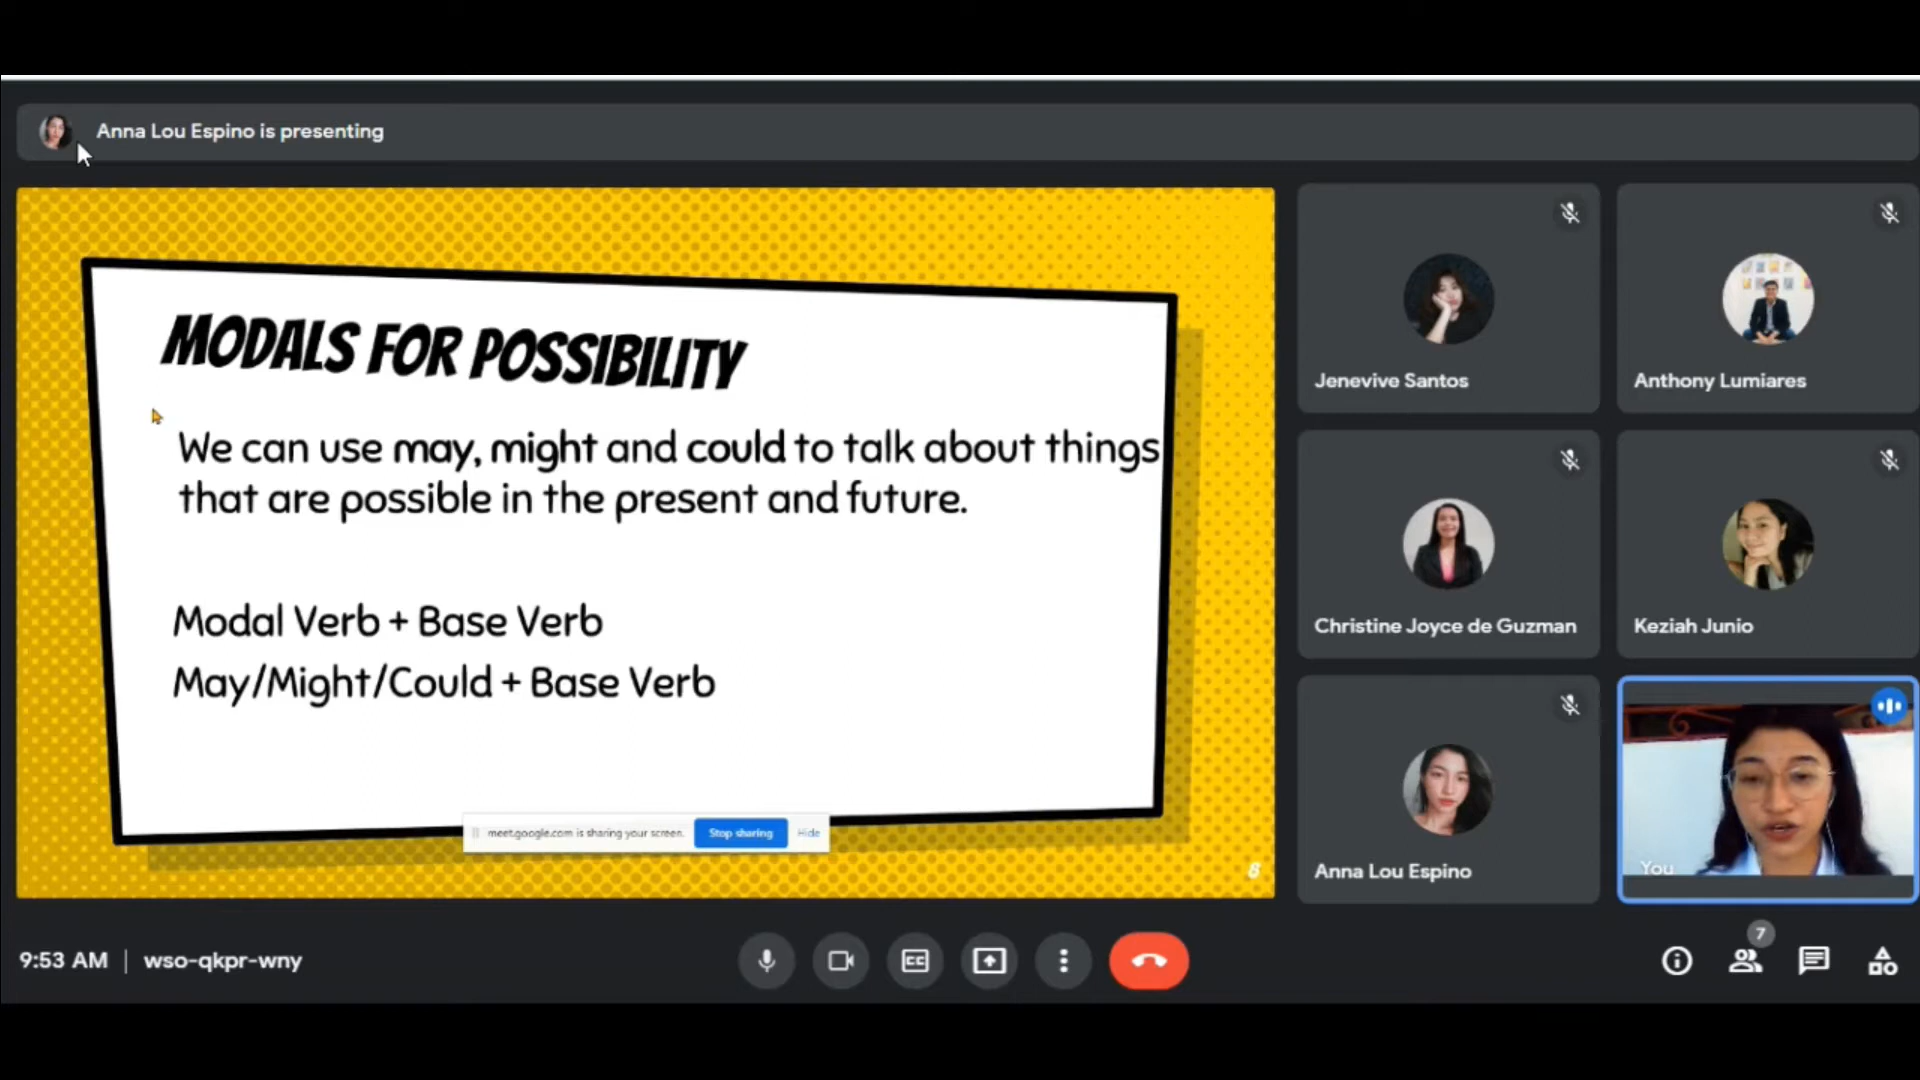 Anna Lou Espino is presenting
MODALS FOR POSSIBILITY
We can use may, might and could to talk about things
that are possible in the present and future.
Modal Verb + Base Verb
May/Might/Could + Base Verb
meet.google.com is sharing your screen.
Stop sharing
Hide
8
Jenevive Santos
Anthony Lumiares
Christine Joyce de Guzman
Keziah Junio
Anna Lou Espino
You
9:53 AM | wso-qkpr-wny
CC
7